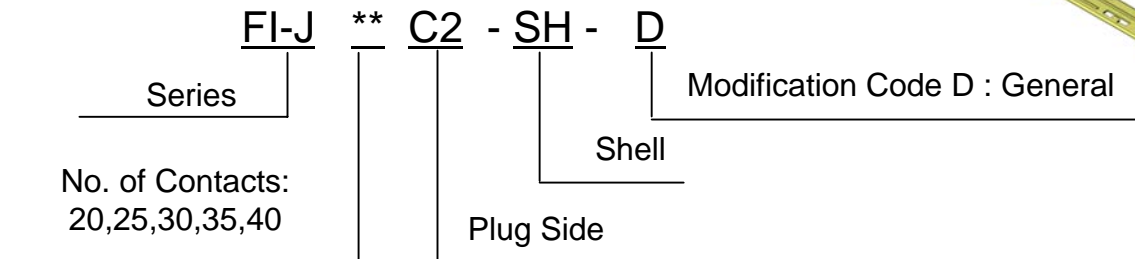 FI-J ** C2 - SH - D
Series
Modification Code D : General
Shell
No. of Contacts:
20,25,30,35,40
Plug Side